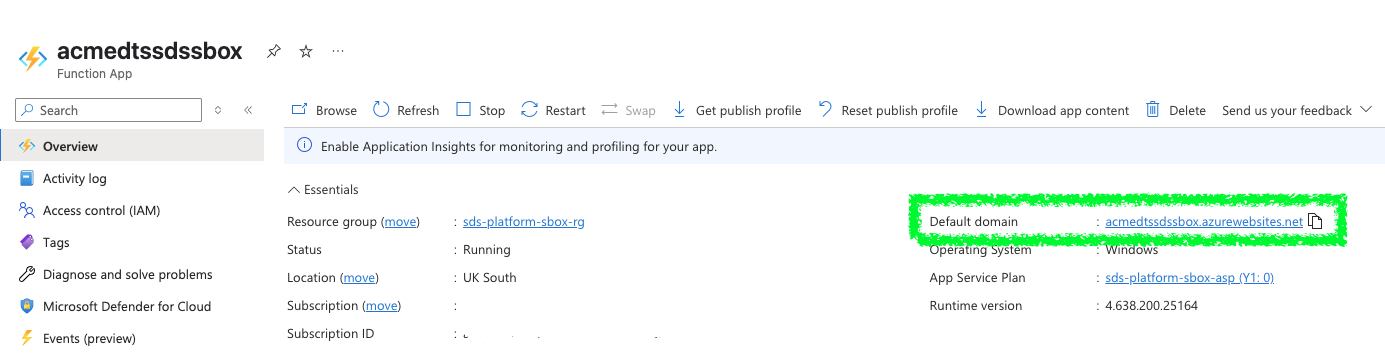 acmedtssdssbox
Function App
Search
Browse Refresh Stop Restart Swap Get publish profile Reset publish profile Download app content Delete Send us your feedback
Overview
Enable Application Insights for monitoring and profiling for your app.
Activity log
Essentials
Access control (IAM)
Resource group (move) : sds-platform-sbox-rg
Default domain : acmedtssdssbox.azurewebsites.net
Tags
Status : Running
Operating System : Windows
Diagnose and solve problems
Location (move) : UK South
App Service Plan : sds-platform-sbox-asp (Y1: 0)
Microsoft Defender for Cloud
Subscription (move) :
Runtime version : 4.638.200.25164
Events (preview)
Subscription ID :